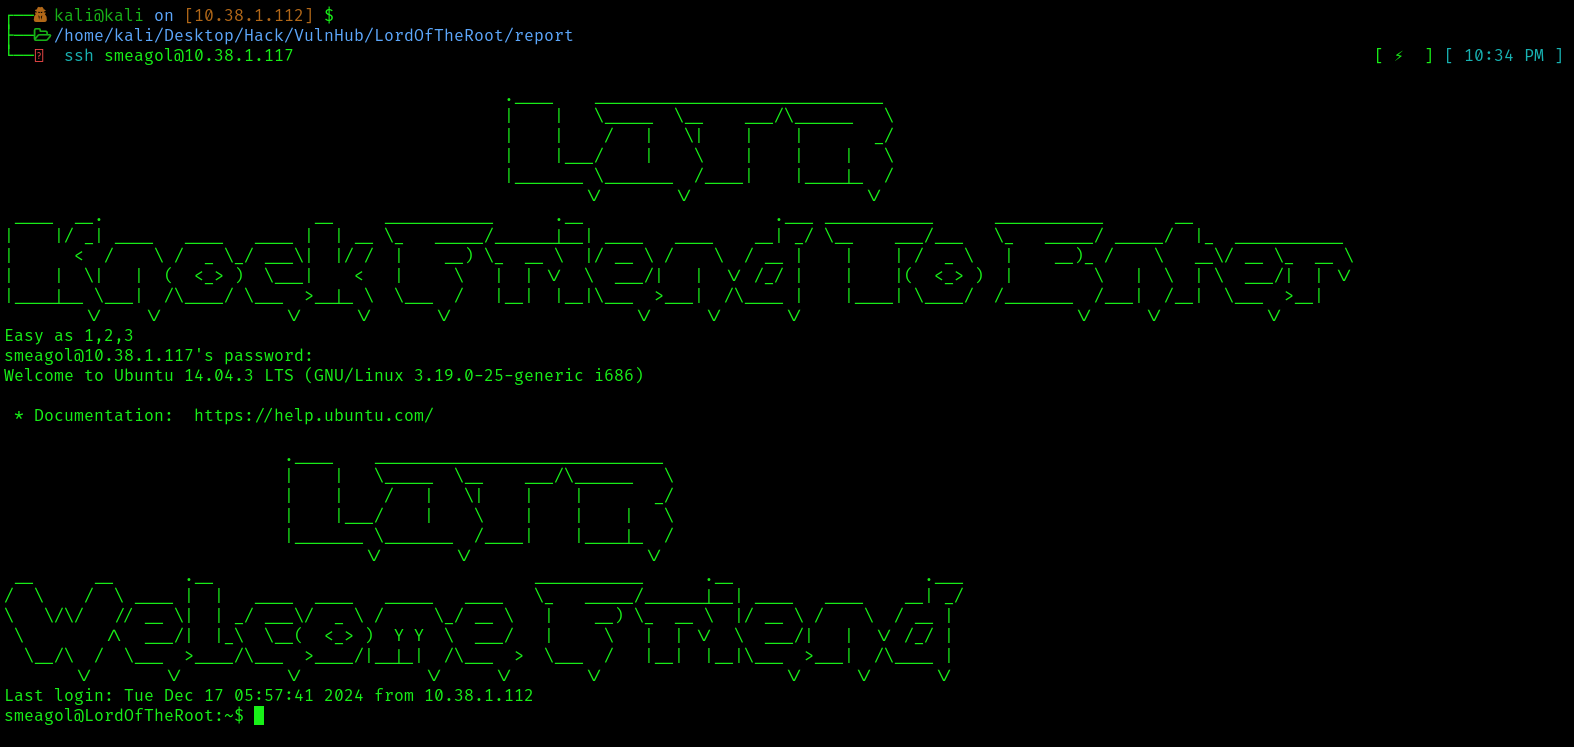 kali@kali on [10.38.1.112] $
/home/kali/Desktop/Hack/VulnHub/LordOfTheRoot/report
ssh smeagol@10.38.1.117 [ ⚡ ] [ 10:34 PM ]
LOTR
Knock Friend To Enter
Easy as 1,2,3
smeagol@10.38.1.117's password:
Welcome to Ubuntu 14.04.3 LTS (GNU/Linux 3.19.0-25-generic i686)
* Documentation:  https://help.ubuntu.com/
LOTR
Welcome Friend
Last login: Tue Dec 17 05:57:41 2024 from 10.38.1.112
smeagol@LordOfTheRoot:~$